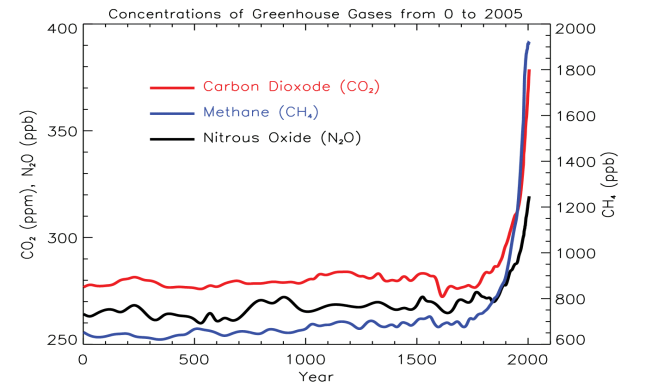 Concentrations of Greenhouse Gases from 0 to 2005
400
350
300
250
CO₂ (ppm), N₂O (ppb)
Carbon Dioxode (CO₂)
Methane (CH₄)
Nitrous Oxide (N₂O)
2000
1800
1600
1400
1200
1000
800
600
CH₄ (ppb)
0 500 1000 1500 2000
Year